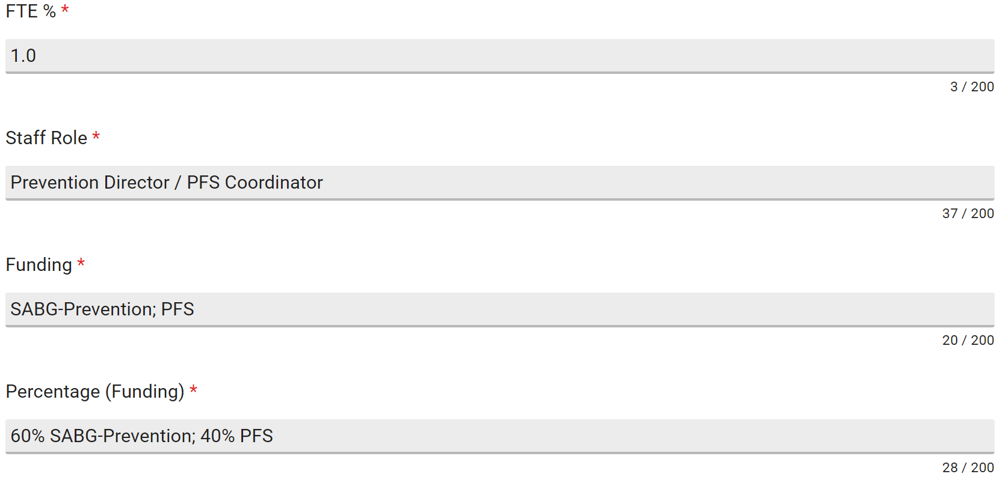 FTE % *
1.0
3 / 200
Staff Role *
Prevention Director / PFS Coordinator
37 / 200
Funding *
SABG-Prevention; PFS
20 / 200
Percentage (Funding) *
60% SABG-Prevention; 40% PFS
28 / 200